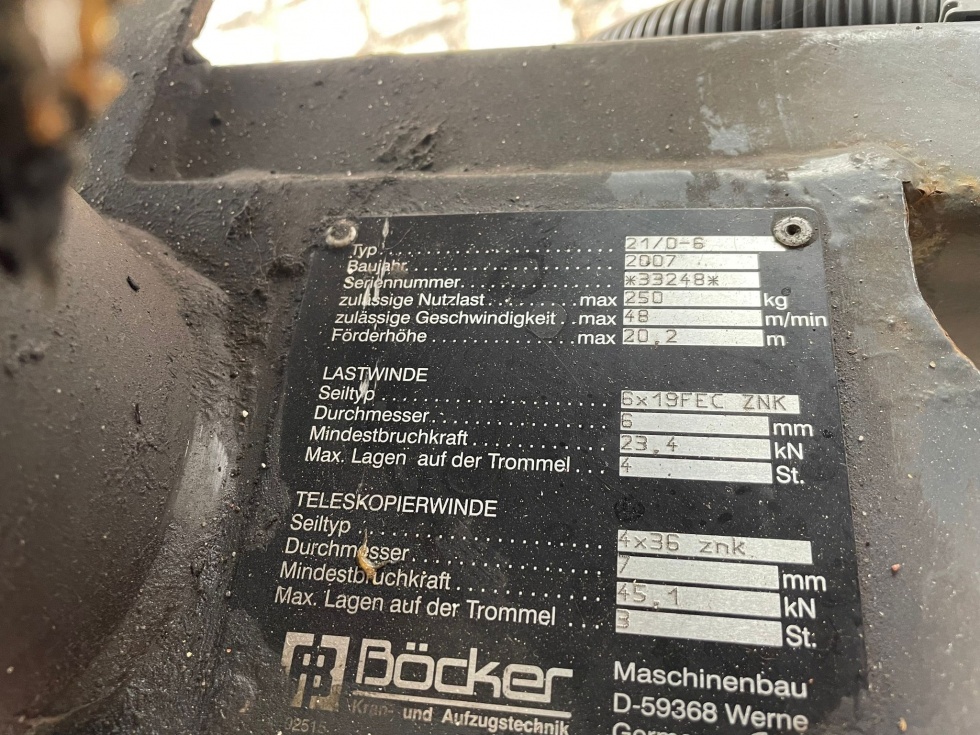 Typ ........................ 21/0-6
Baujahr ........................ 2007
Seriennummer ........................ *33248*
zulässige Nutzlast ............ max 250 kg
zulässige Geschwindigkeit .. max 48 m/min
Förderhöhe .................. max 20.2 m
LASTWINDE
Seiltyp ........................ 6x19FEC ZNK
Durchmesser ........................ 6 mm
Mindestbruchkraft ........................ 23.4 kN
Max. Lagen auf der Trommel ... 4 St.
TELESKOPIERWINDE
Seiltyp ........................ 4x36 znk
Durchmesser ........................ 7 mm
Mindestbruchkraft ........................ 45.1 kN
Max. Lagen auf der Trommel ... 3 St.
Böcker
Kran- und Aufzugstechnik
Maschinenbau
D-59368 Werne